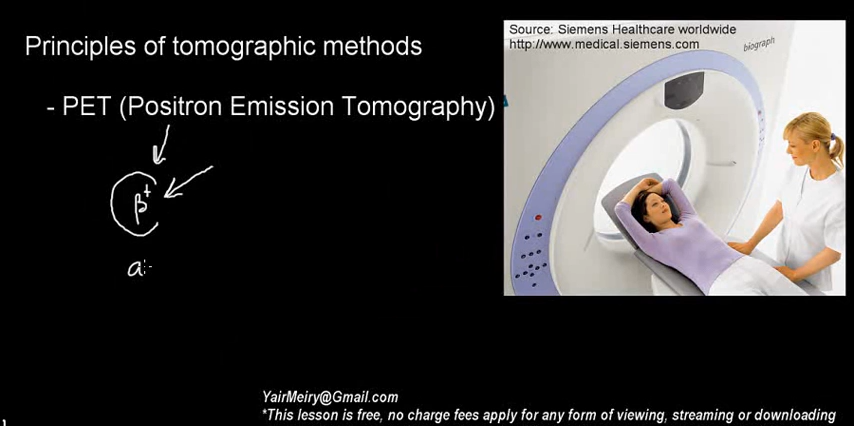 Principles of tomographic methods
- PET (Positron Emission Tomography)
β+
a
Source: Siemens Healthcare worldwide
http://www.medical.siemens.com
biograph
YairMeiry@Gmail.com
*This lesson is free, no charge fees apply for any form of viewing, streaming or downloading